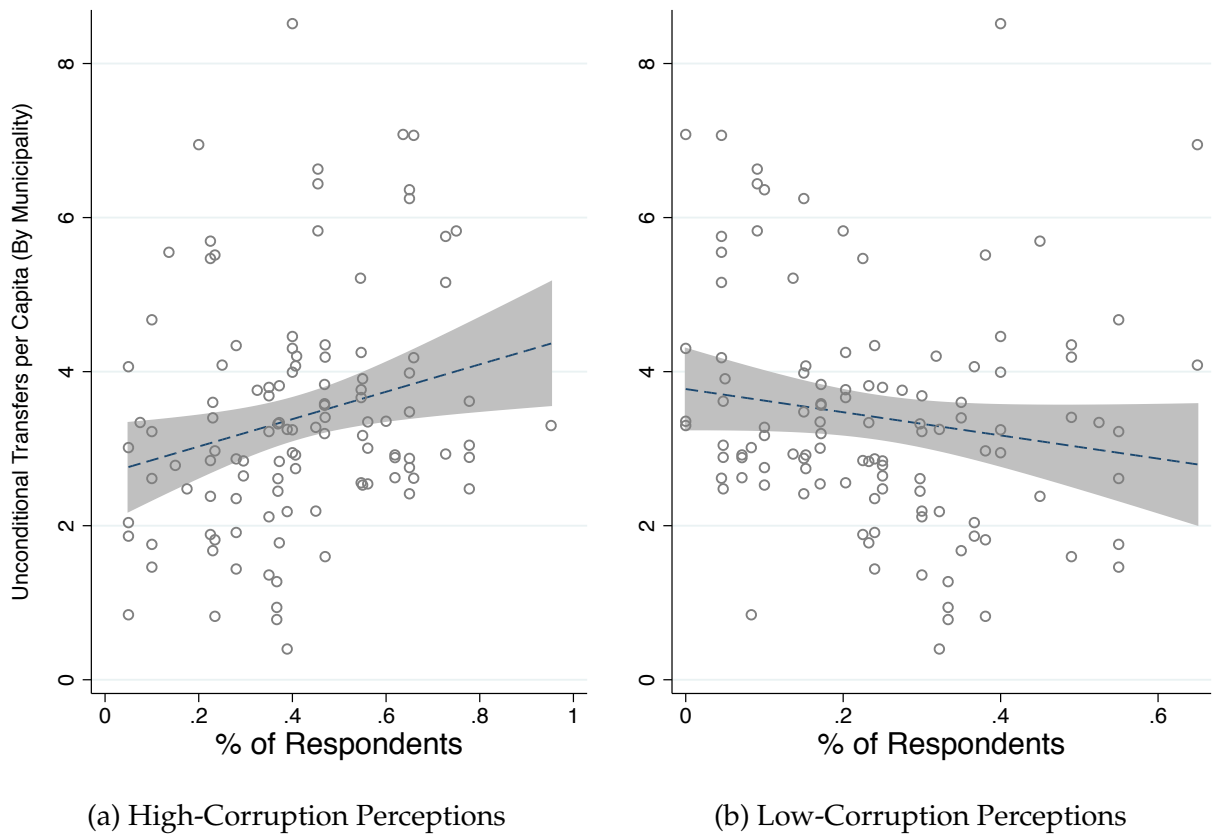 Unconditional Transfers per Capita (By Municipality)
8
6
4
2
0
0 .2 .4 .6 .8 1
% of Respondents
(a) High-Corruption Perceptions
8
6
4
2
0
0 .2 .4 .6
% of Respondents
(b) Low-Corruption Perceptions